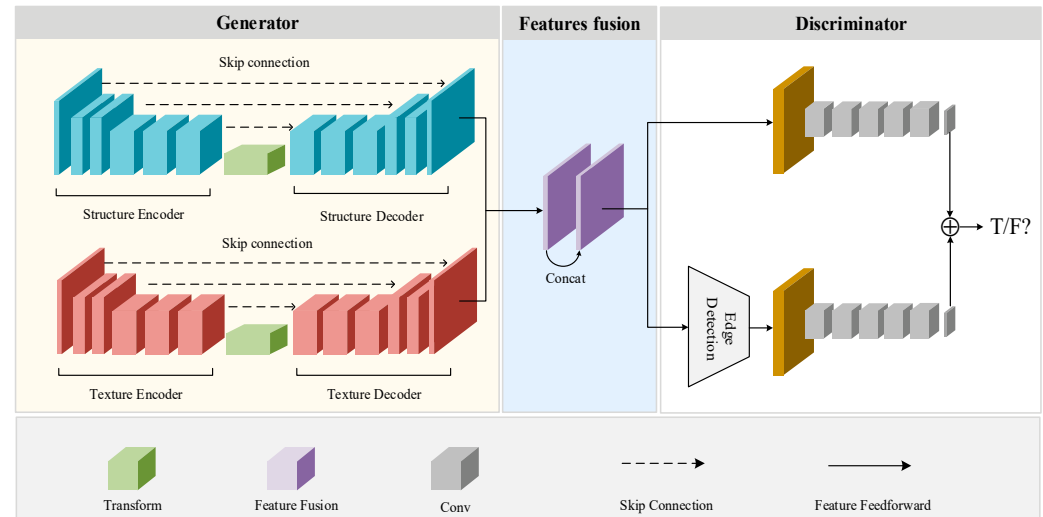 Generator
Features fusion
Discriminator
Skip connection
Structure Encoder
Structure Decoder
Skip connection
Texture Encoder
Texture Decoder
Concat
Edge
Detection
T/F?
Transform
Feature Fusion
Conv
Skip Connection
Feature Feedforward